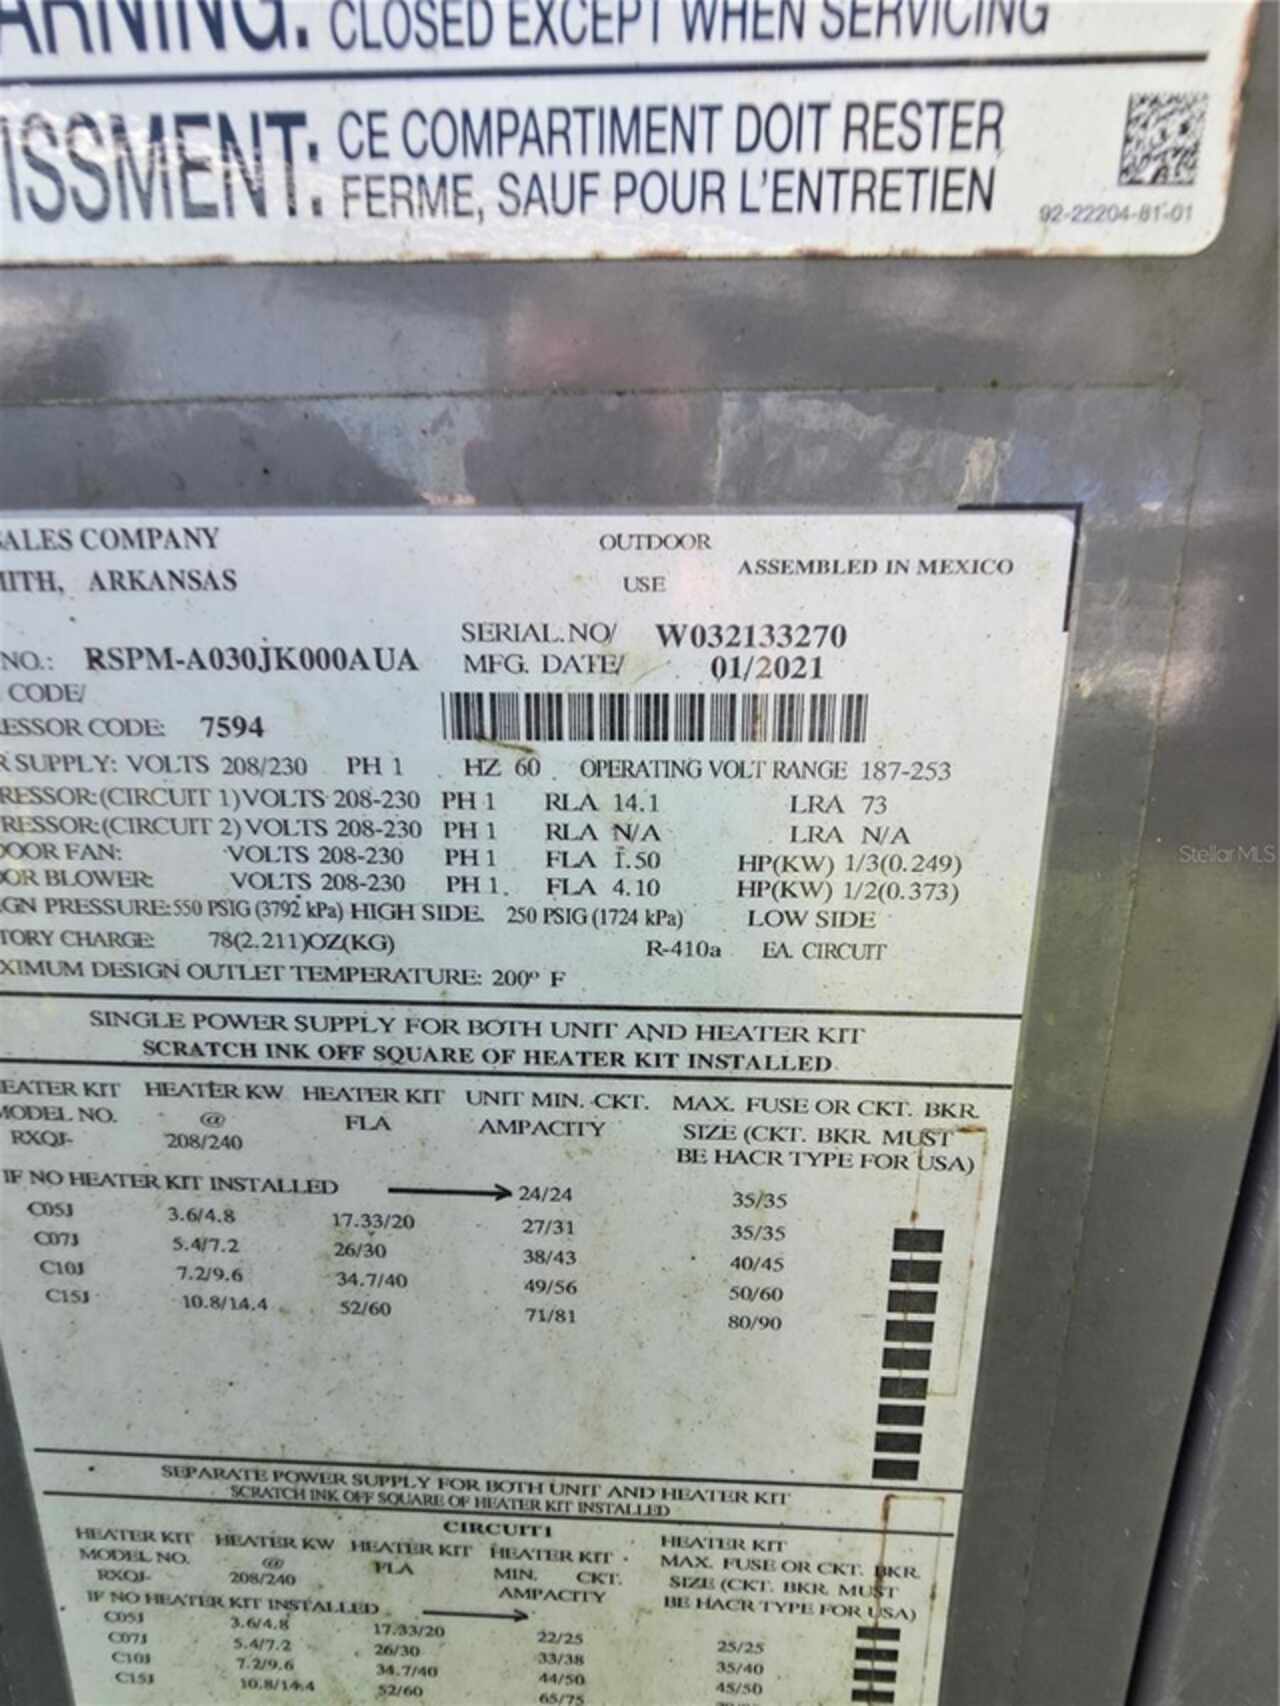 ARNING: CLOSED EXCEPT WHEN SERVICING
ISSMENT: CE COMPARTIMENT DOIT RESTER
FERME, SAUF POUR L'ENTRETIEN
92-22204-81-01
SALES COMPANY
MITH, ARKANSAS
OUTDOOR
USE
ASSEMBLED IN MEXICO
SERIAL.NO/ W032133270
NO.: RSPM-A030JK000AUA MFG. DATE/ 01/2021
CODE/
ESSOR CODE: 7594
R SUPPLY: VOLTS 208/230 PH 1 HZ 60 OPERATING VOLT RANGE 187-253
RESSOR:(CIRCUIT 1)VOLTS 208-230 PH 1 RLA 14.1 LRA 73
RESSOR:(CIRCUIT 2)VOLTS 208-230 PH 1 RLA N/A LRA N/A
DOOR FAN: VOLTS 208-230 PH 1 FLA 1.50 HP(KW) 1/3(0.249)
OOR BLOWER: VOLTS 208-230 PH 1 FLA 4.10 HP(KW) 1/2(0.373)
IGN PRESSURE:550 PSIG (3792 kPa) HIGH SIDE 250 PSIG (1724 kPa) LOW SIDE
TORY CHARGE: 78(2.211)OZ(KG) R-410a EA. CIRCUIT
XIMUM DESIGN OUTLET TEMPERATURE: 200° F
SINGLE POWER SUPPLY FOR BOTH UNIT AND HEATER KIT
SCRATCH INK OFF SQUARE OF HEATER KIT INSTALLED
EATER KIT HEATER KW HEATER KIT UNIT MIN. CKT. MAX. FUSE OR CKT. BKR.
MODEL NO. @ FLA AMPACITY SIZE (CKT. BKR. MUST
RXQJ- 208/240 BE HACR TYPE FOR USA)
IF NO HEATER KIT INSTALLED 24/24 35/35
C05J 3.6/4.8 17.33/20 27/31 35/35
C07J 5.4/7.2 26/30 38/43 40/45
C10J 7.2/9.6 34.7/40 49/56 50/60
C15J 10.8/14.4 52/60 71/81 80/90
SEPARATE POWER SUPPLY FOR BOTH UNIT AND HEATER KIT
SCRATCH INK OFF SQUARE OF HEATER KIT INSTALLED
CIRCUIT 1
HEATER KIT HEATER KW HEATER KIT HEATER KIT HEATER KIT
MODEL NO. @ FLA MIN. CKT. MAX. FUSE OR CKT. BKR.
RXQJ- 208/240 AMPACITY SIZE (CKT. BKR. MUST
IF NO HEATER KIT INSTALLED BE HACR TYPE FOR USA)
C05J 3.6/4.8 17.33/20 22/25 25/25
C07J 5.4/7.2 26/30 33/38 35/40
C10J 7.2/9.6 34.7/40 44/50 45/50
C15J 10.8/14.4 52/60 65/75
Stellar MLS